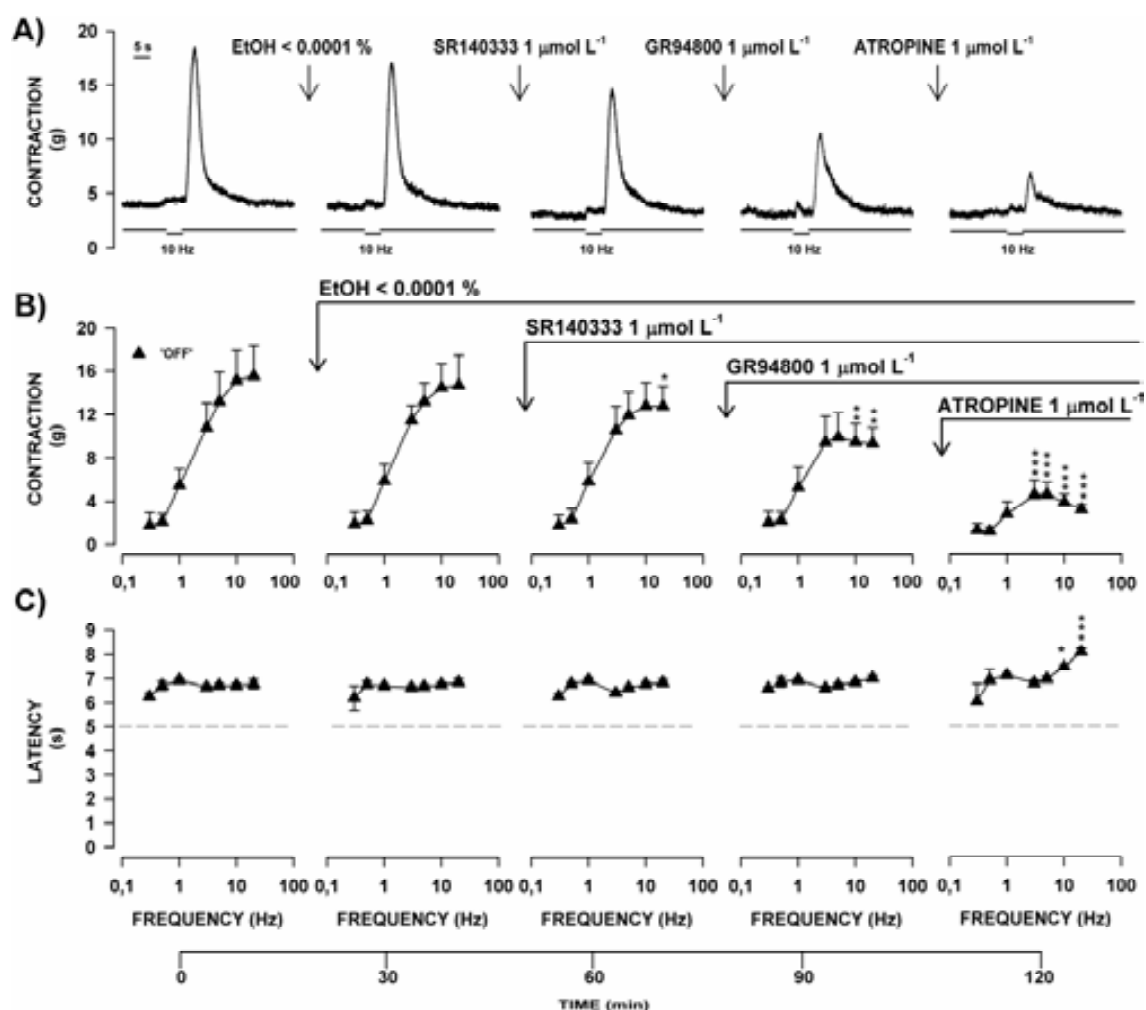 A)
20
15
10
5
0
CONTRACTION
(g)
5 s
EtOH < 0.0001 %
SR140333 1 μmol L⁻¹
GR94800 1 μmol L⁻¹
ATROPINE 1 μmol L⁻¹
10 Hz
10 Hz
10 Hz
10 Hz
10 Hz
B)
EtOH < 0.0001 %
SR140333 1 μmol L⁻¹
GR94800 1 μmol L⁻¹
ATROPINE 1 μmol L⁻¹
20
16
12
8
4
0
CONTRACTION
(g)
'OFF'
*
** **
*** *** *** ***
0,1 1 10 100
0,1 1 10 100
0,1 1 10 100
0,1 1 10 100
0,1 1 10 100
C)
9
8
7
6
5
4
3
2
1
0
LATENCY
(s)
* ***
0,1 1 10 100
0,1 1 10 100
0,1 1 10 100
0,1 1 10 100
0,1 1 10 100
FREQUENCY (Hz)
FREQUENCY (Hz)
FREQUENCY (Hz)
FREQUENCY (Hz)
FREQUENCY (Hz)
0 30 60 90 120
TIME (min)